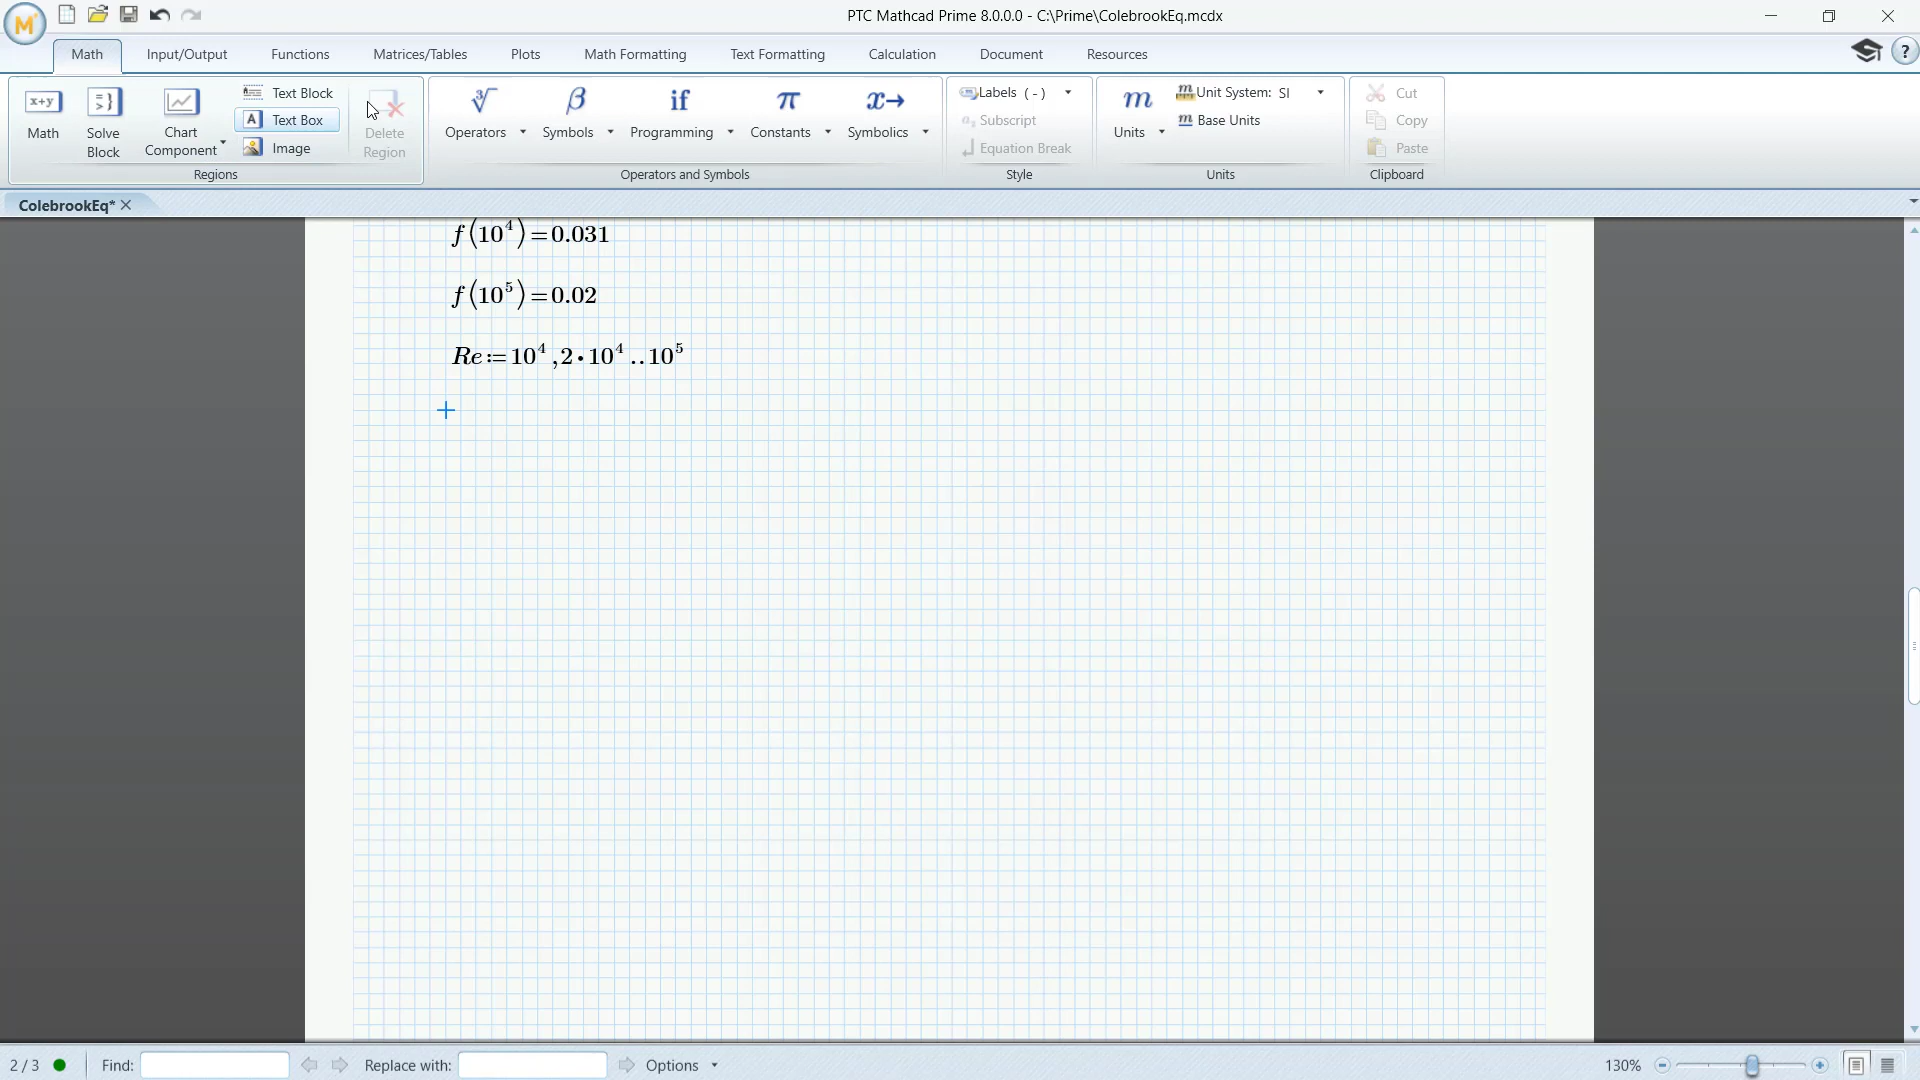 PTC Mathcad Prime 8.0.0.0 - C:\Prime\ColebrookEq.mcdx
Math Input/Output Functions Matrices/Tables Plots Math Formatting Text Formatting Calculation Document Resources
Math
Solve Block
Chart Component
Text Block
Text Box
Image
Delete Region
Regions
Operators
Symbols
if
Programming
π
Constants
Symbolics
Operators and Symbols
Labels ( - )
Subscript
Equation Break
Style
Units
Unit System: SI
Base Units
Units
Cut
Copy
Paste
Clipboard
ColebrookEq*
f(10⁴)=0.031
f(10⁵)=0.02
Re:=10⁴,2·10⁴..10⁵
2 / 3 Find: Replace with: Options 130%